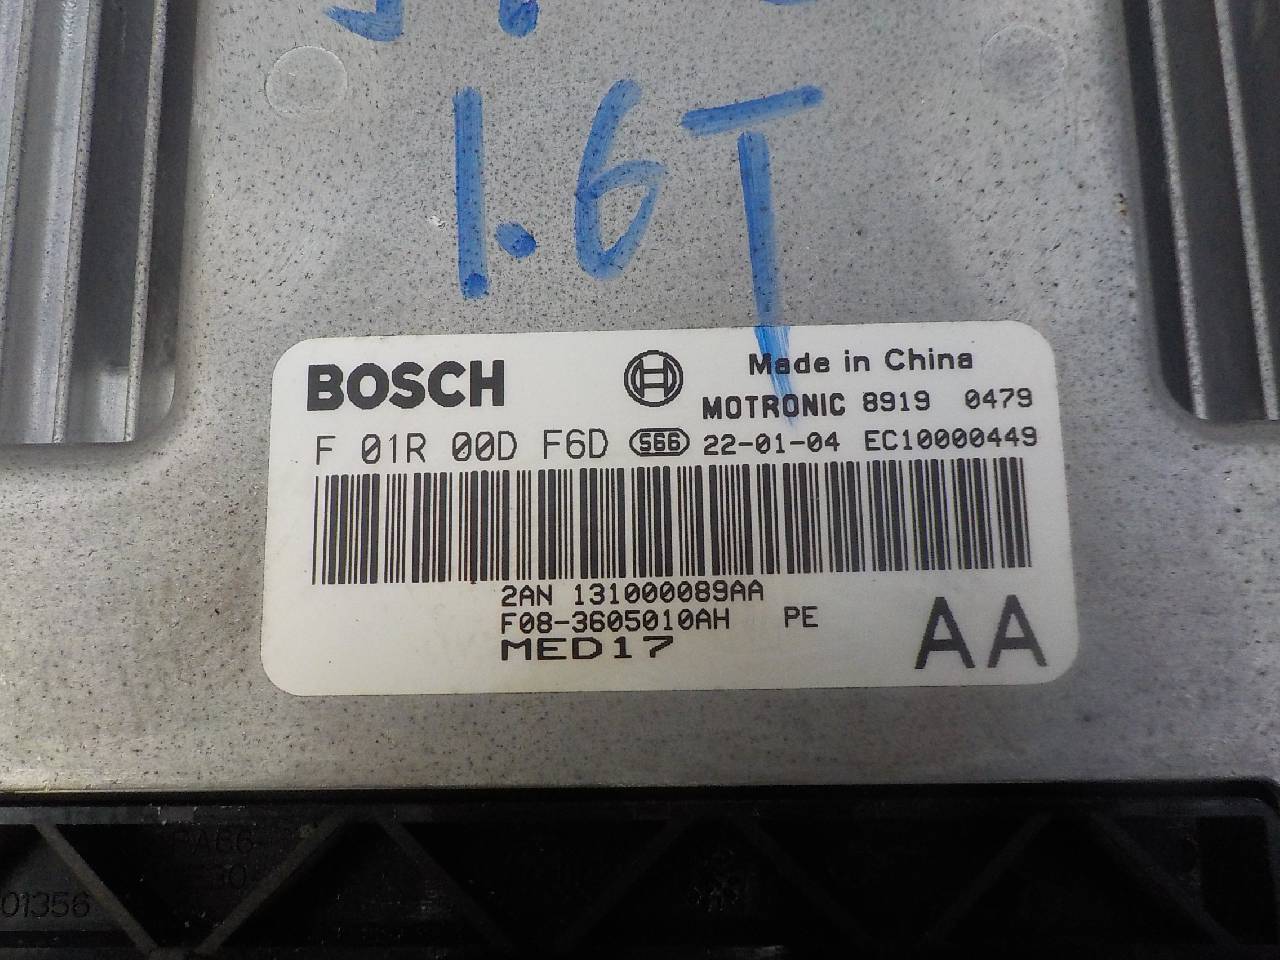 1.6T
BOSCH
Made in China
MOTRONIC 8919 0479
F 01R 00D F6D S66 22-01-04 EC10000449
2AN 131000089AA
F08-3605010AH PE
MED17
AA
01356